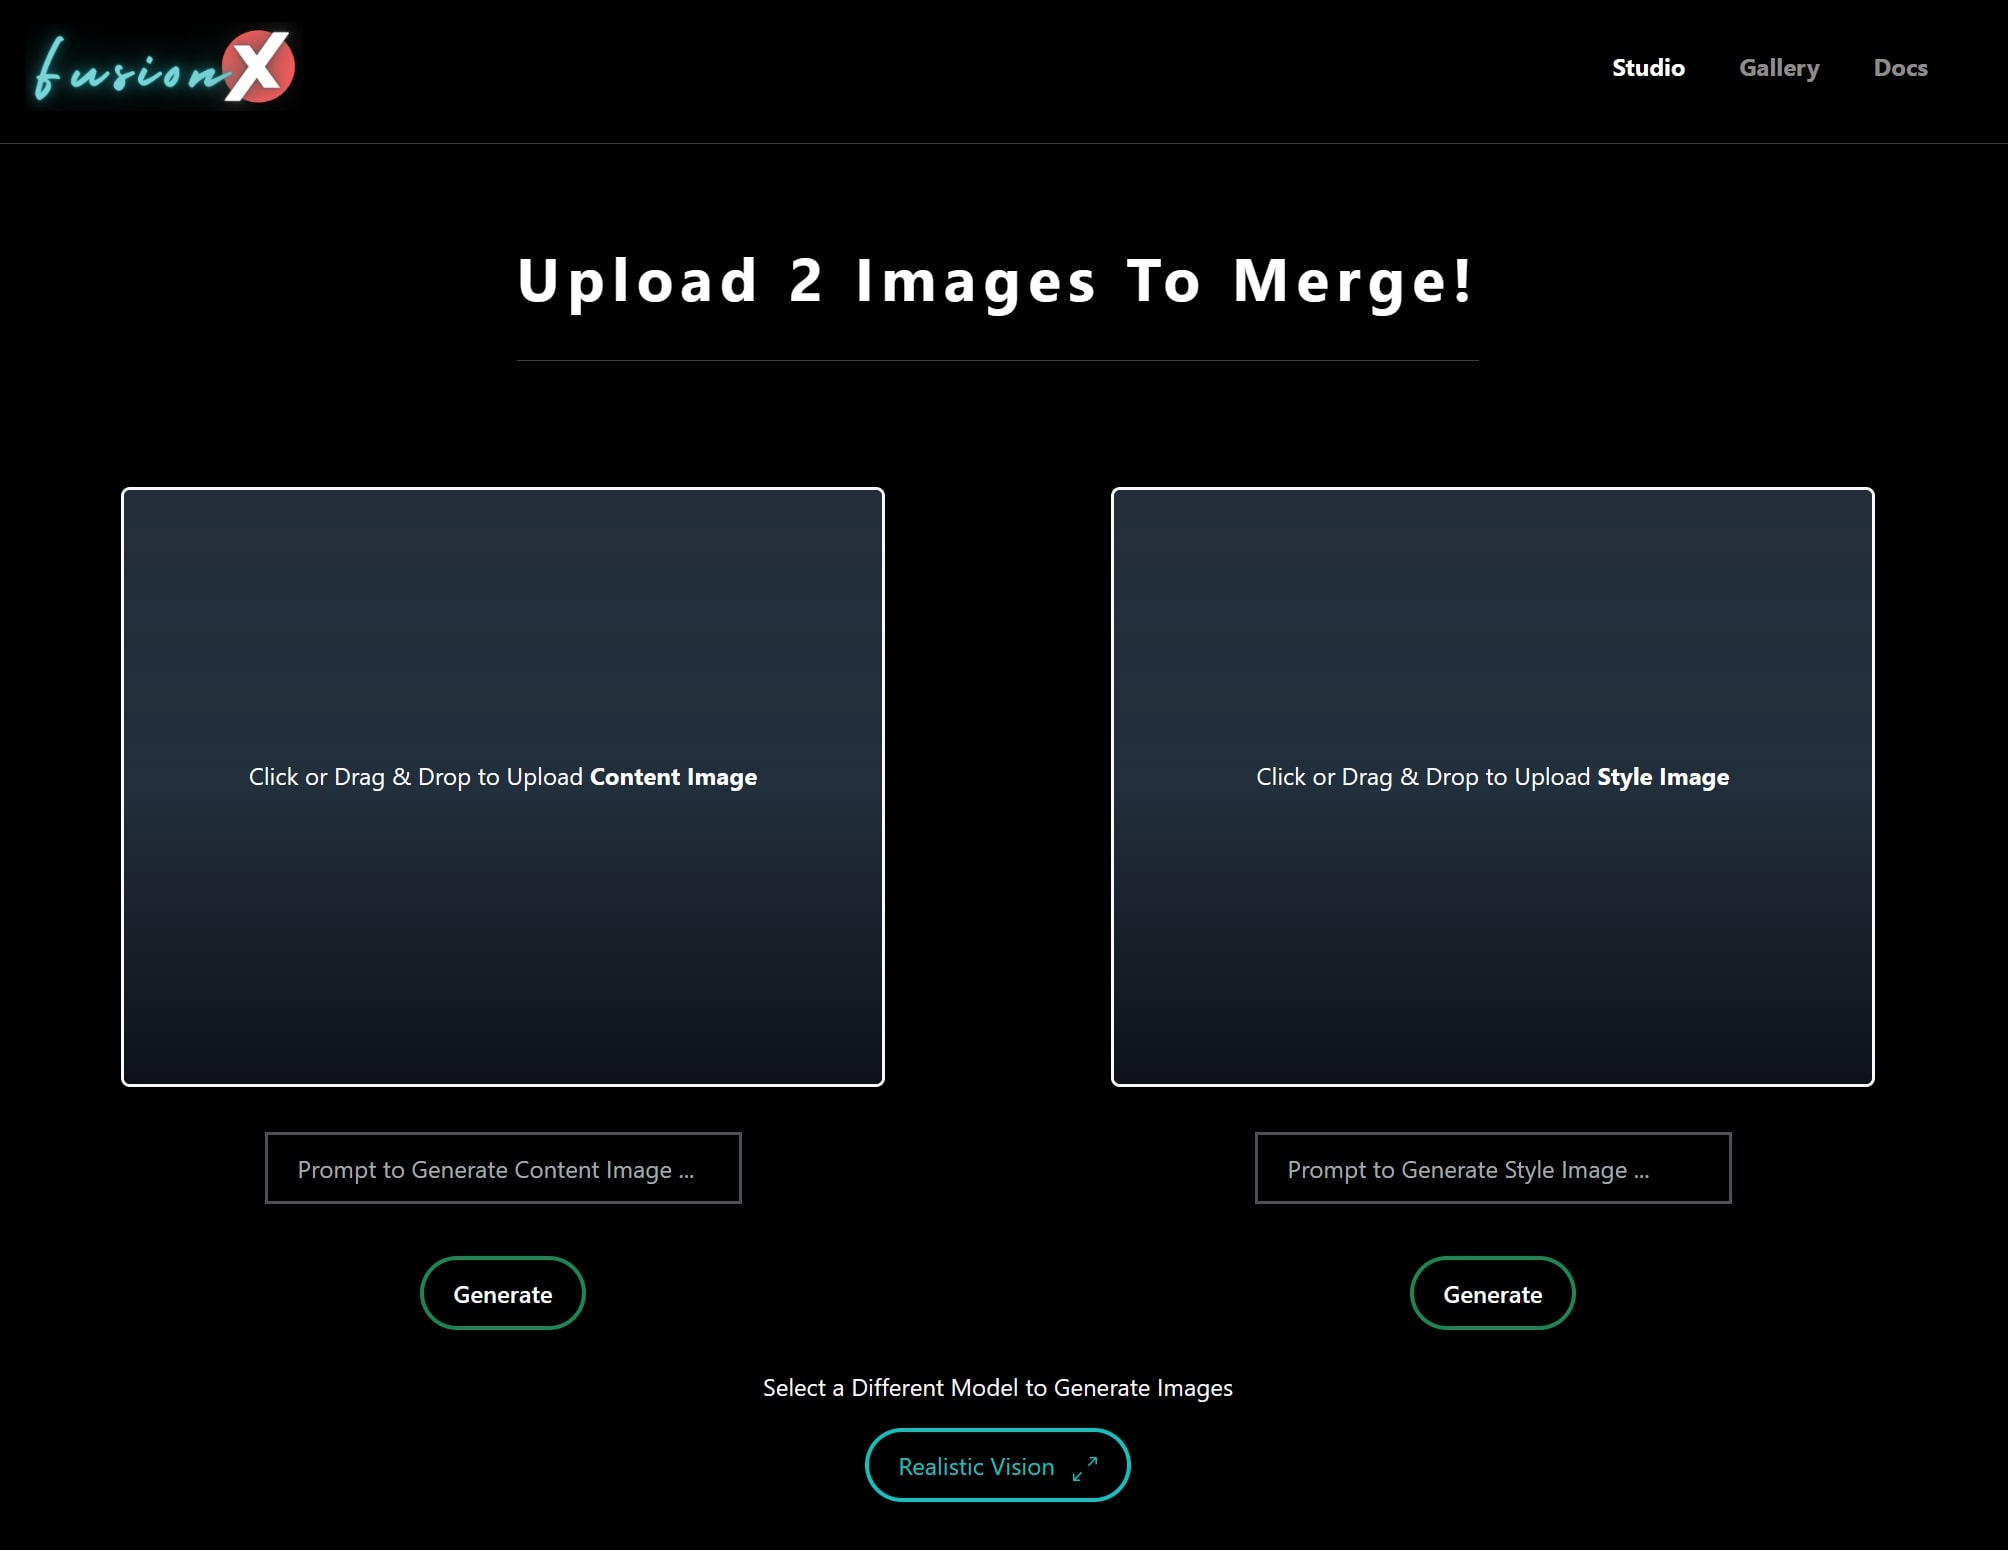 fusionX
Studio Gallery Docs
Upload 2 Images To Merge!
Click or Drag & Drop to Upload Content Image
Click or Drag & Drop to Upload Style Image
Prompt to Generate Content Image ...
Prompt to Generate Style Image ...
Generate
Generate
Select a Different Model to Generate Images
Realistic Vision